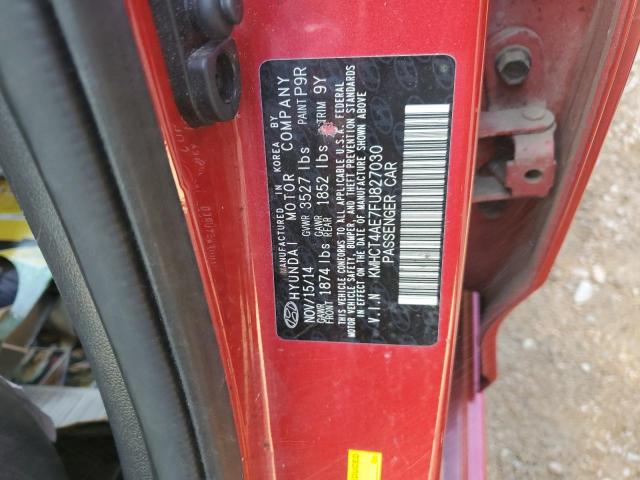 MANUFACTURED IN KOREA BY
HYUNDAI MOTOR COMPANY
NOV/15/14 GVWR 3527 lbs PAINT P9R
GAWR FRONT 1874 lbs GAWR REAR 1852 lbs TRIM 9Y
THIS VEHICLE CONFORMS TO ALL APPLICABLE U.S.A. FEDERAL
MOTOR VEHICLE SAFETY, BUMPER, AND THEFT PREVENTION STANDARDS
IN EFFECT ON THE DATE OF MANUFACTURE SHOWN ABOVE
V.I.N KMHCT4AE7FU827030
PASSENGER CAR